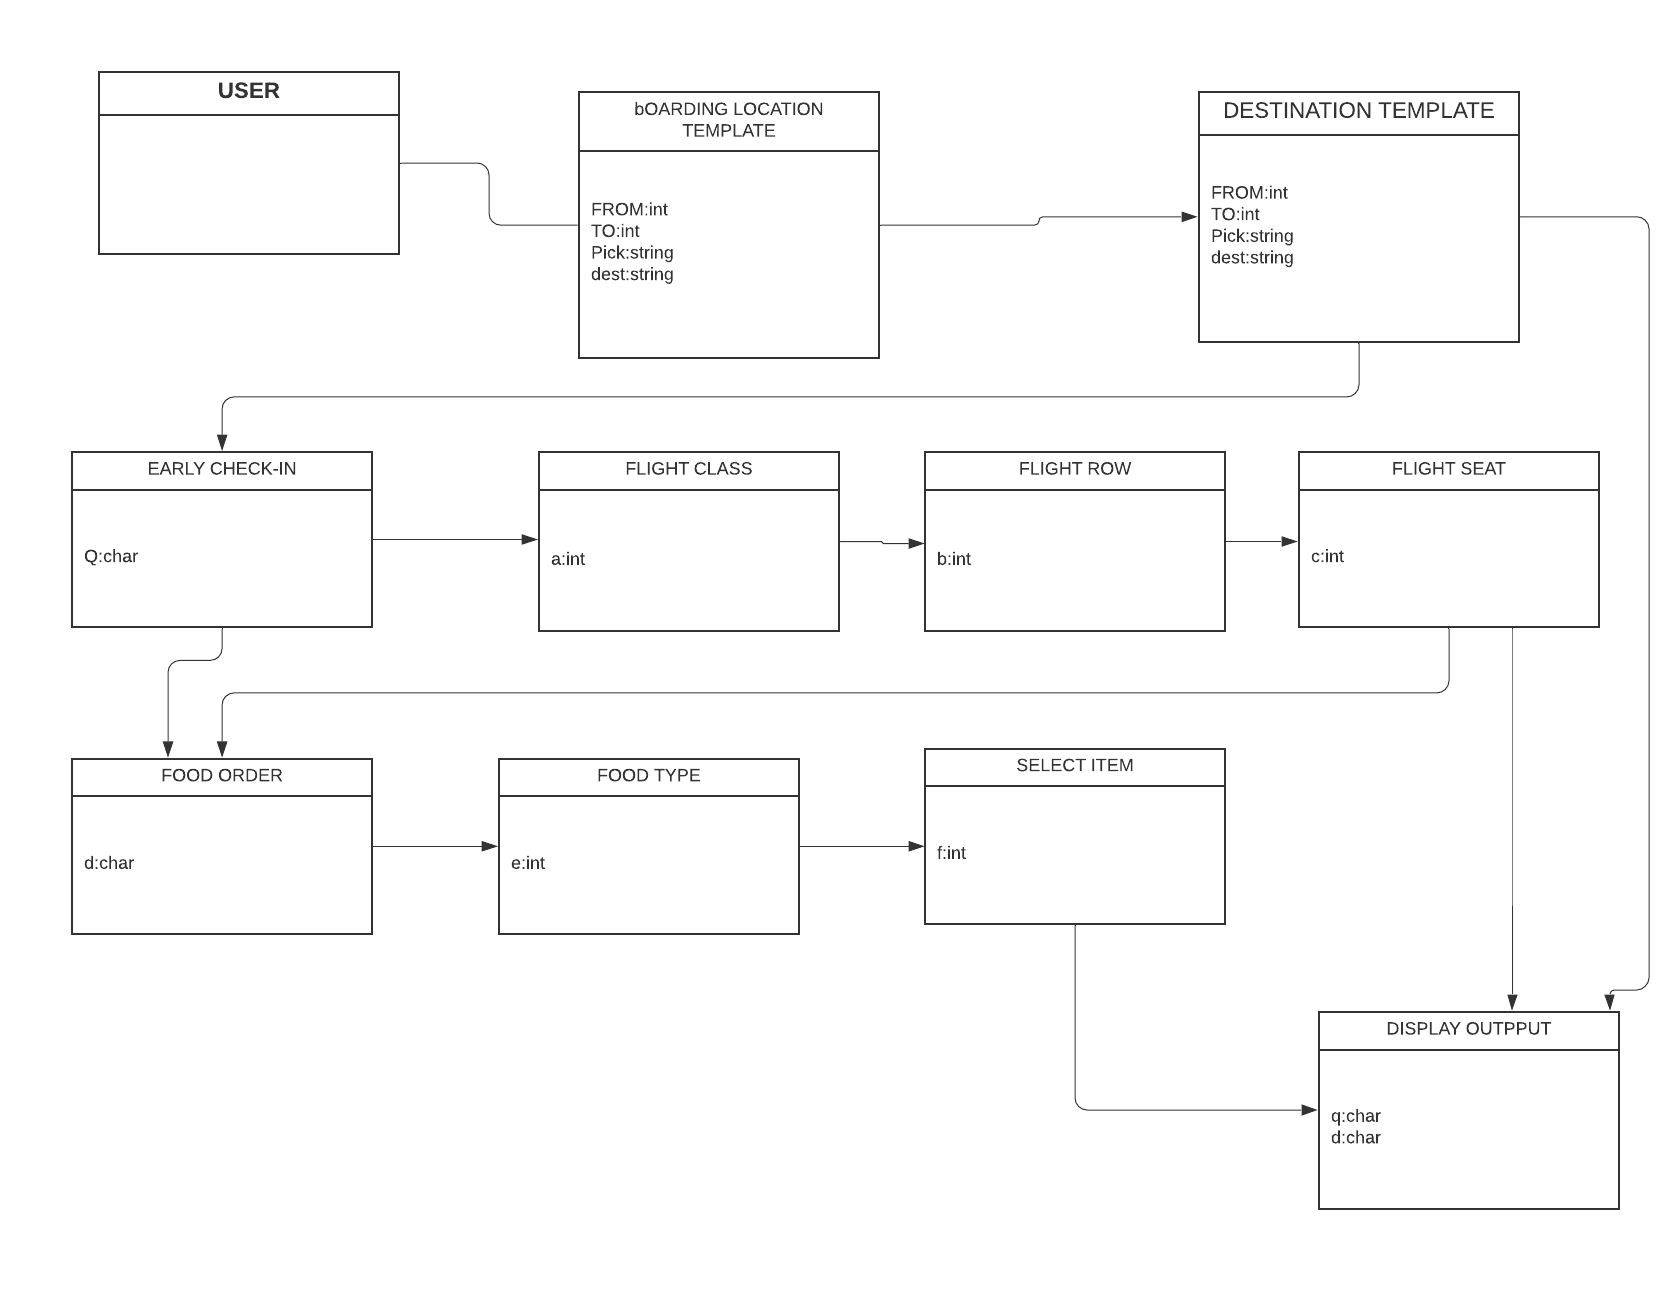 USER
bOARDING LOCATION
TEMPLATE
FROM:int
TO:int
Pick:string
dest:string
DESTINATION TEMPLATE
FROM:int
TO:int
Pick:string
dest:string
EARLY CHECK-IN
Q:char
FLIGHT CLASS
a:int
FLIGHT ROW
b:int
FLIGHT SEAT
c:int
FOOD ORDER
d:char
FOOD TYPE
e:int
SELECT ITEM
f:int
DISPLAY OUTPPUT
q:char
d:char